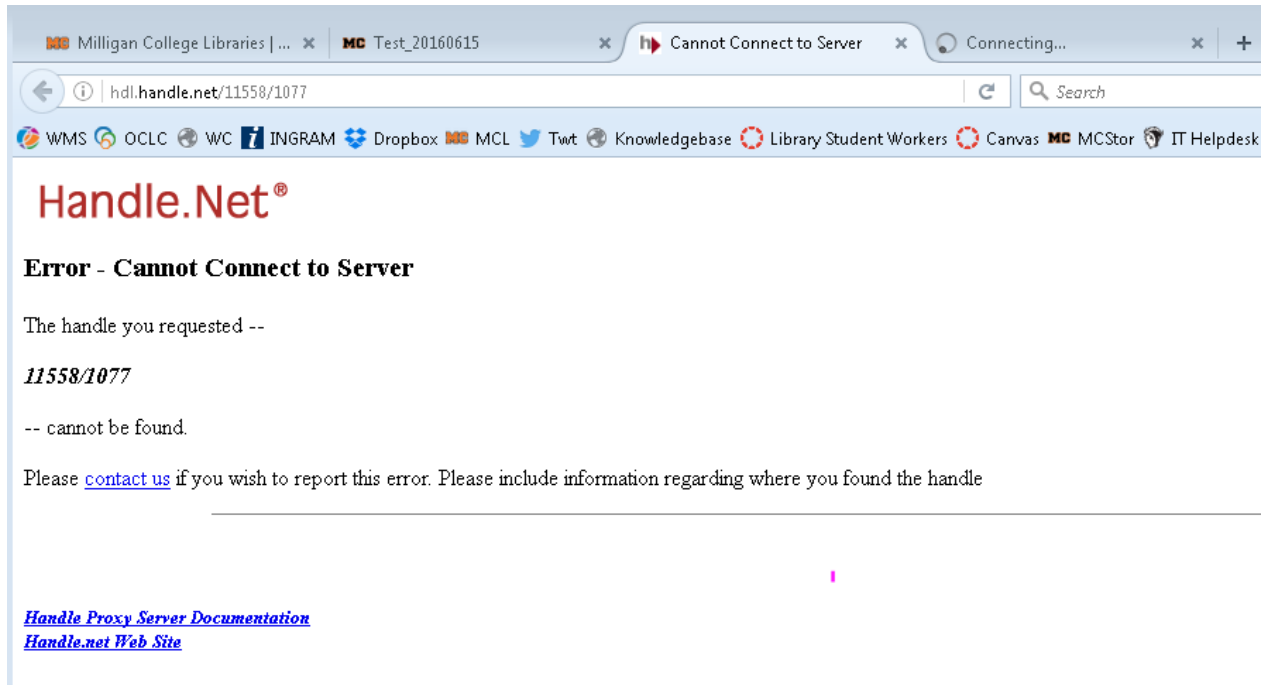 Milligan College Libraries | ... × MC Test_20160615 × Cannot Connect to Server × Connecting... × +
hdl.handle.net/11558/1077 Search
WMS OCLC WC INGRAM Dropbox MCL Twt Knowledgebase Library Student Workers Canvas MC MCStor IT Helpdesk
Handle.Net®
Error - Cannot Connect to Server
The handle you requested --
11558/1077
-- cannot be found.
Please contact us if you wish to report this error. Please include information regarding where you found the handle
Handle Proxy Server Documentation
Handle.net Web Site